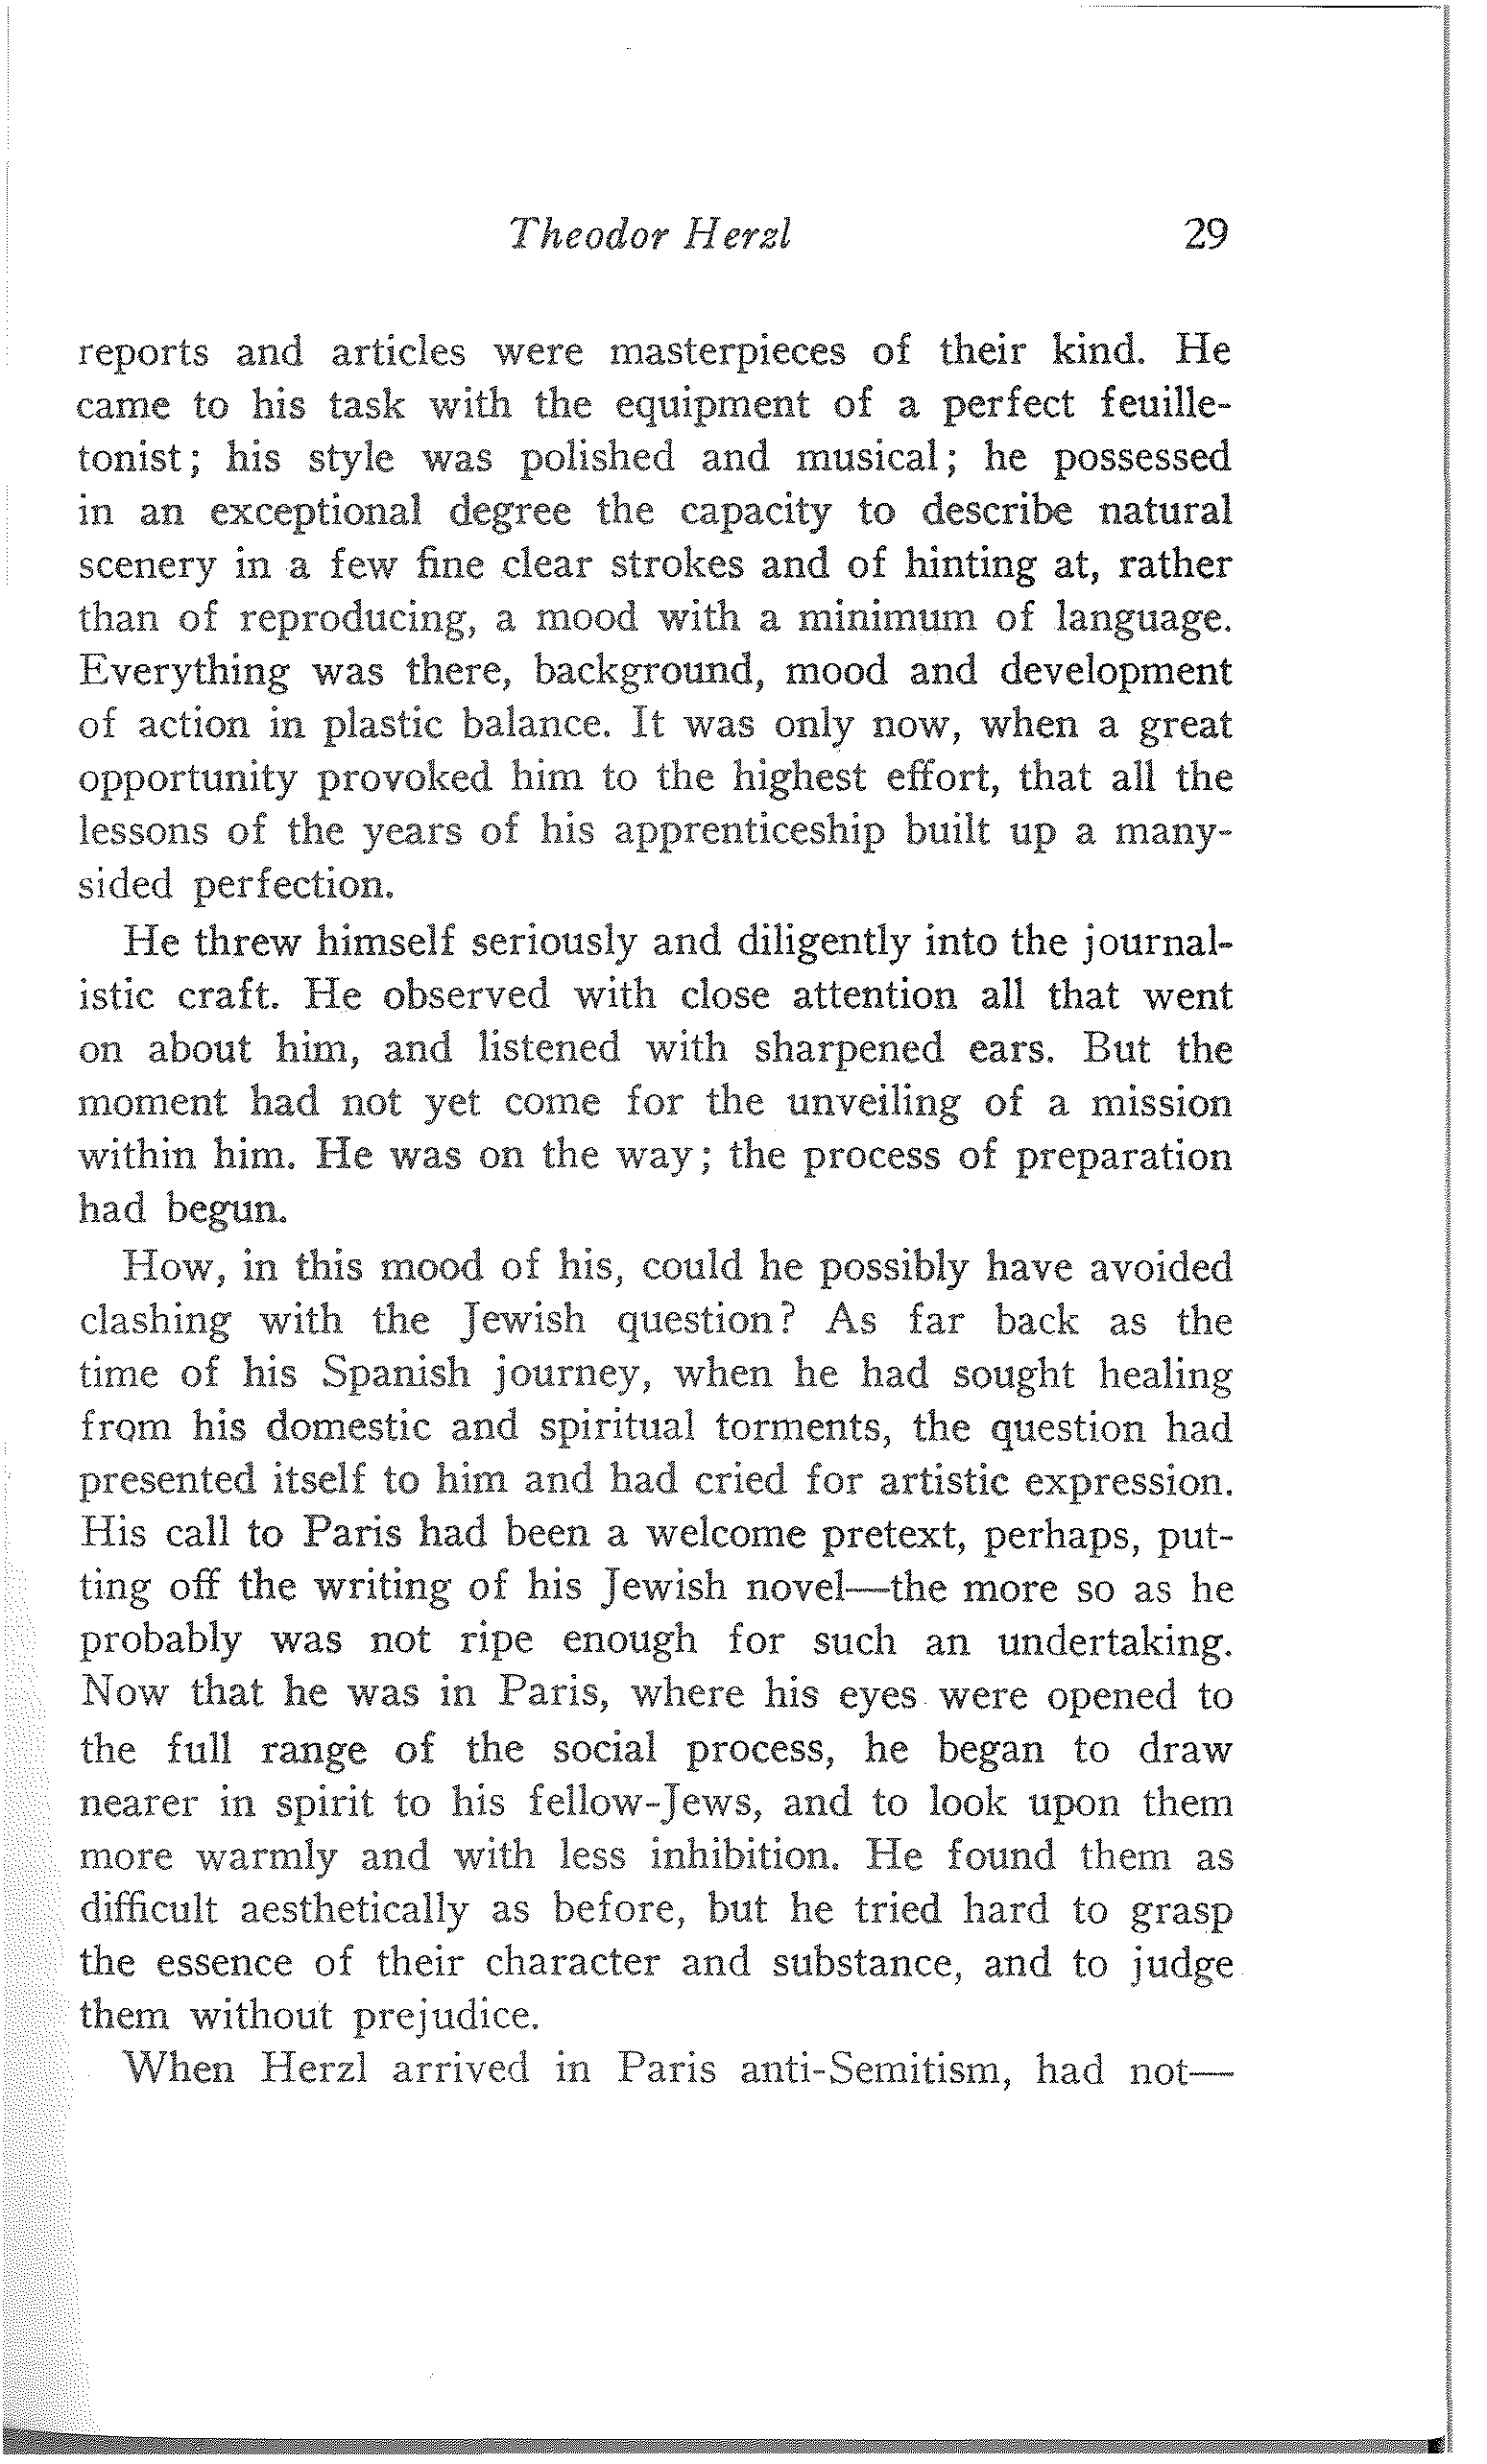 Theodor Herzl 29
reports and articles were masterpieces of their kind. He
came to his task with the equipment of a perfect feuille-
tonist; his style was polished and musical; he possessed
in an exceptional degree the capacity to describe natural
scenery in a few fine clear strokes and of hinting at, rather
than of reproducing, a mood with a minimum of language.
Everything was there, background, mood and development
of action in plastic balance. It was only now, when a great
opportunity provoked him to the highest effort, that all the
lessons of the years of his apprenticeship built up a many-
sided perfection.
He threw himself seriously and diligently into the journal-
istic craft. He observed with close attention all that went
on about him, and listened with sharpened ears. But the
moment had not yet come for the unveiling of a mission
within him. He was on the way; the process of preparation
had begun.
How, in this mood of his, could he possibly have avoided
clashing with the Jewish question? As far back as the
time of his Spanish journey, when he had sought healing
from his domestic and spiritual torments, the question had
presented itself to him and had cried for artistic expression.
His call to Paris had been a welcome pretext, perhaps, put-
ting off the writing of his Jewish novel—the more so as he
probably was not ripe enough for such an undertaking.
Now that he was in Paris, where his eyes were opened to
the full range of the social process, he began to draw
nearer in spirit to his fellow-Jews, and to look upon them
more warmly and with less inhibition. He found them as
difficult aesthetically as before, but he tried hard to grasp
the essence of their character and substance, and to judge
them without prejudice.
When Herzl arrived in Paris anti-Semitism, had not—